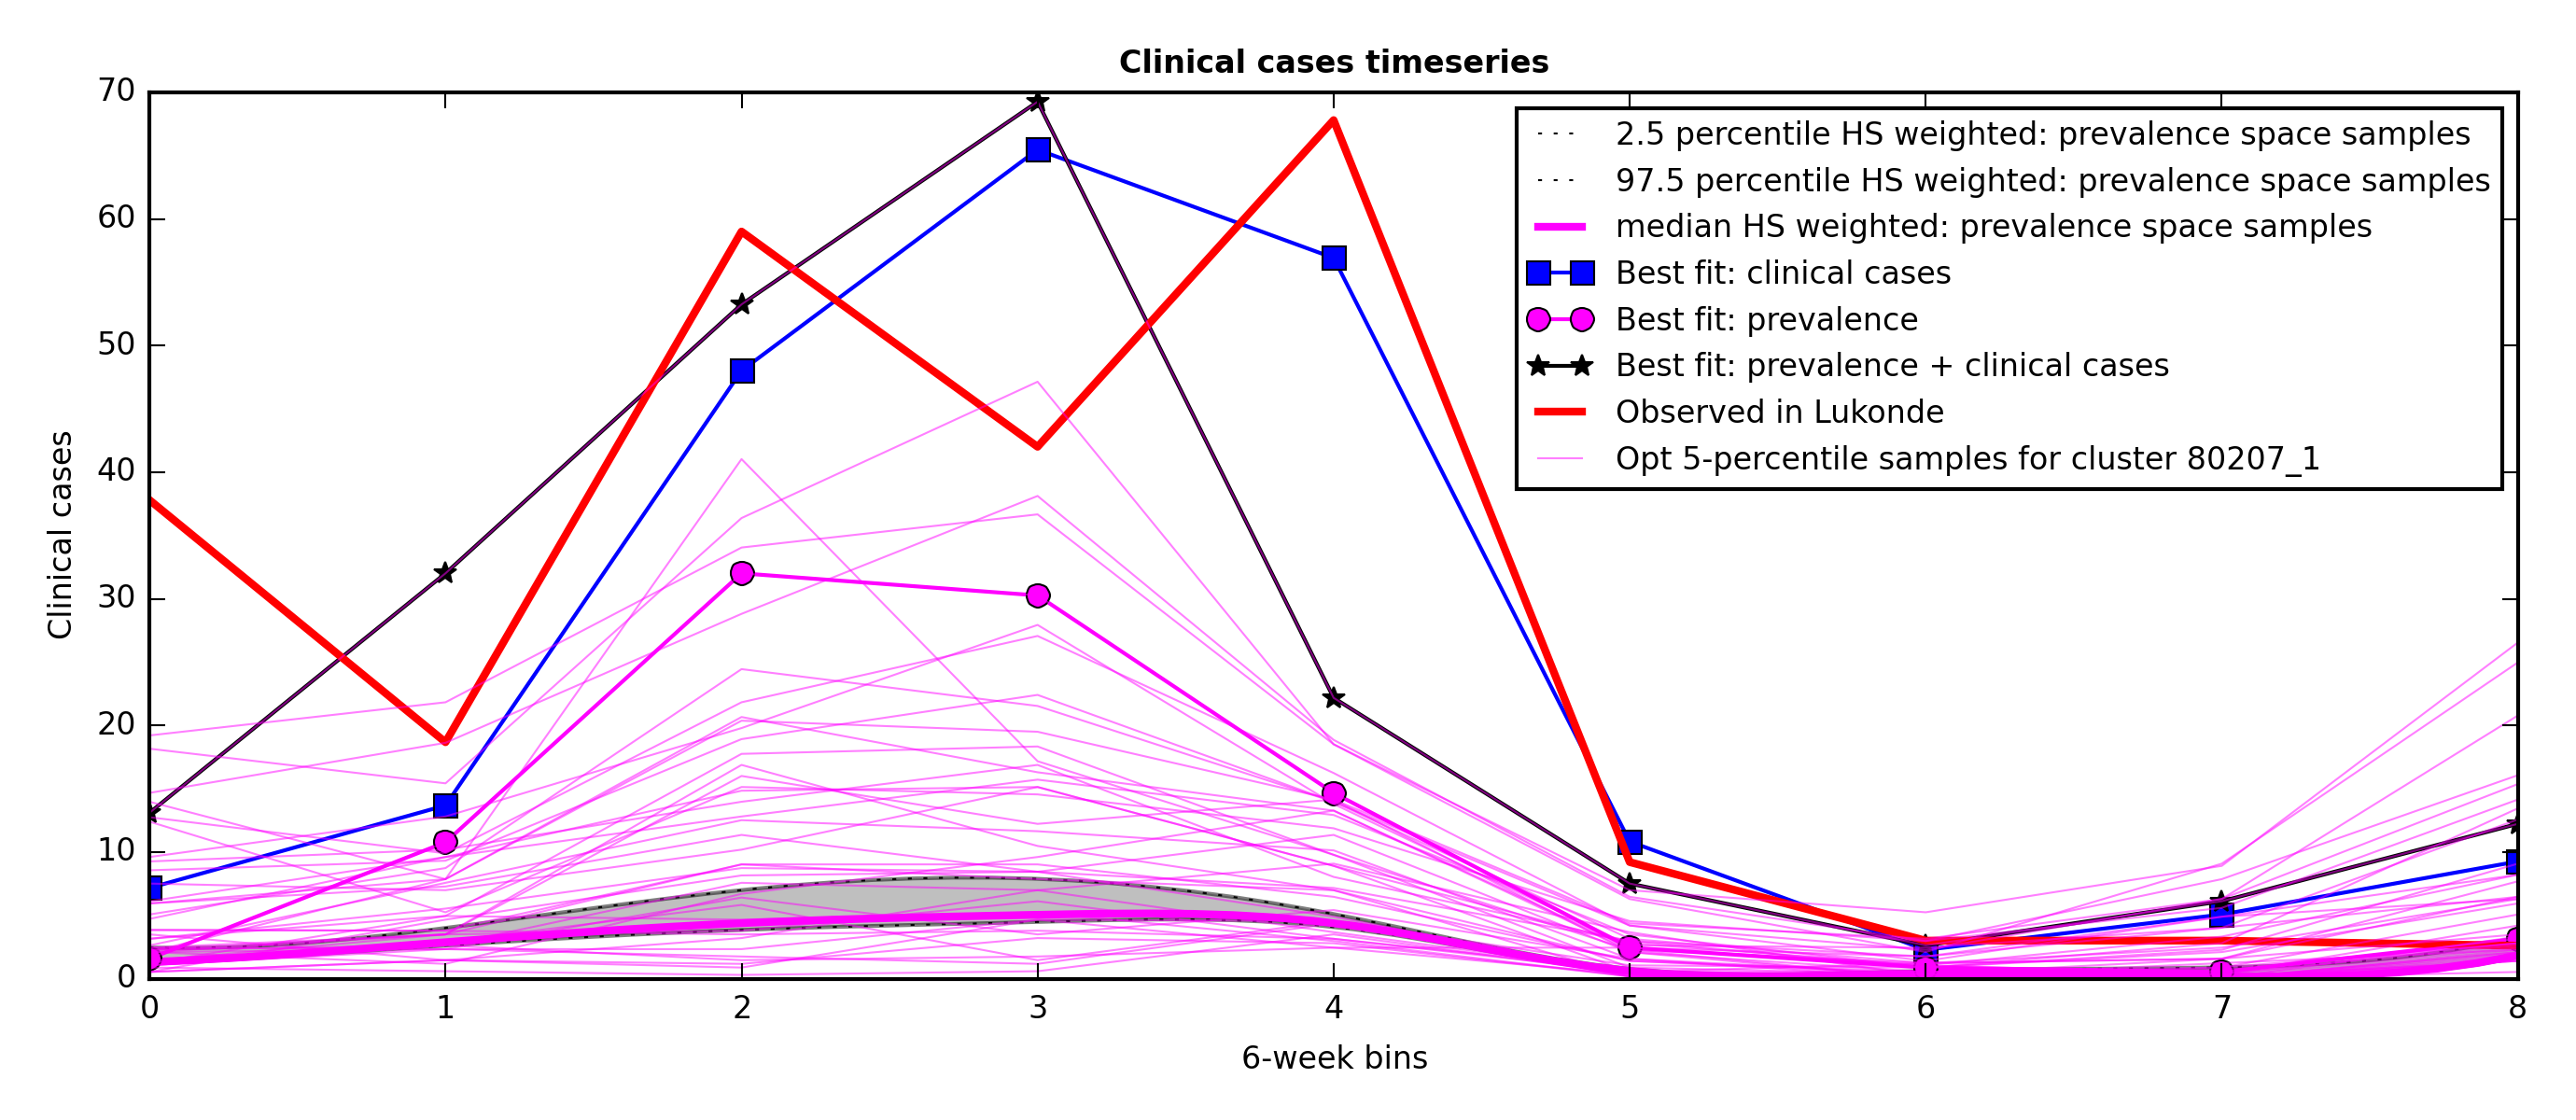 Clinical cases timeseries
70
60
50
40
30
20
10
0
Clinical cases
2.5 percentile HS weighted: prevalence space samples
97.5 percentile HS weighted: prevalence space samples
median HS weighted: prevalence space samples
Best fit: clinical cases
Best fit: prevalence
Best fit: prevalence + clinical cases
Observed in Lukonde
Opt 5-percentile samples for cluster 80207_1
0 1 2 3 4 5 6 7 8
6-week bins